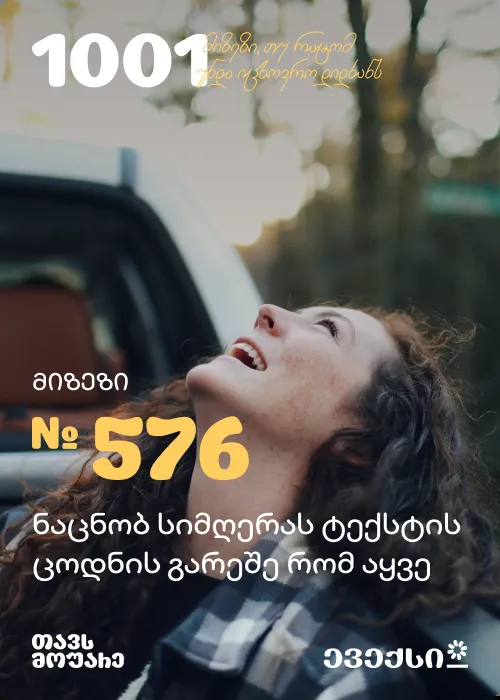 1001 მიზეზი, თუ რატომ
უნდა იცხოვრო დიდხანს
მიზეზი
№ 576
ნაცნობ სიმღერას ტექსტის
ცოდნის გარეშე რომ აყვე
თავს
მოუარე
ევექსი